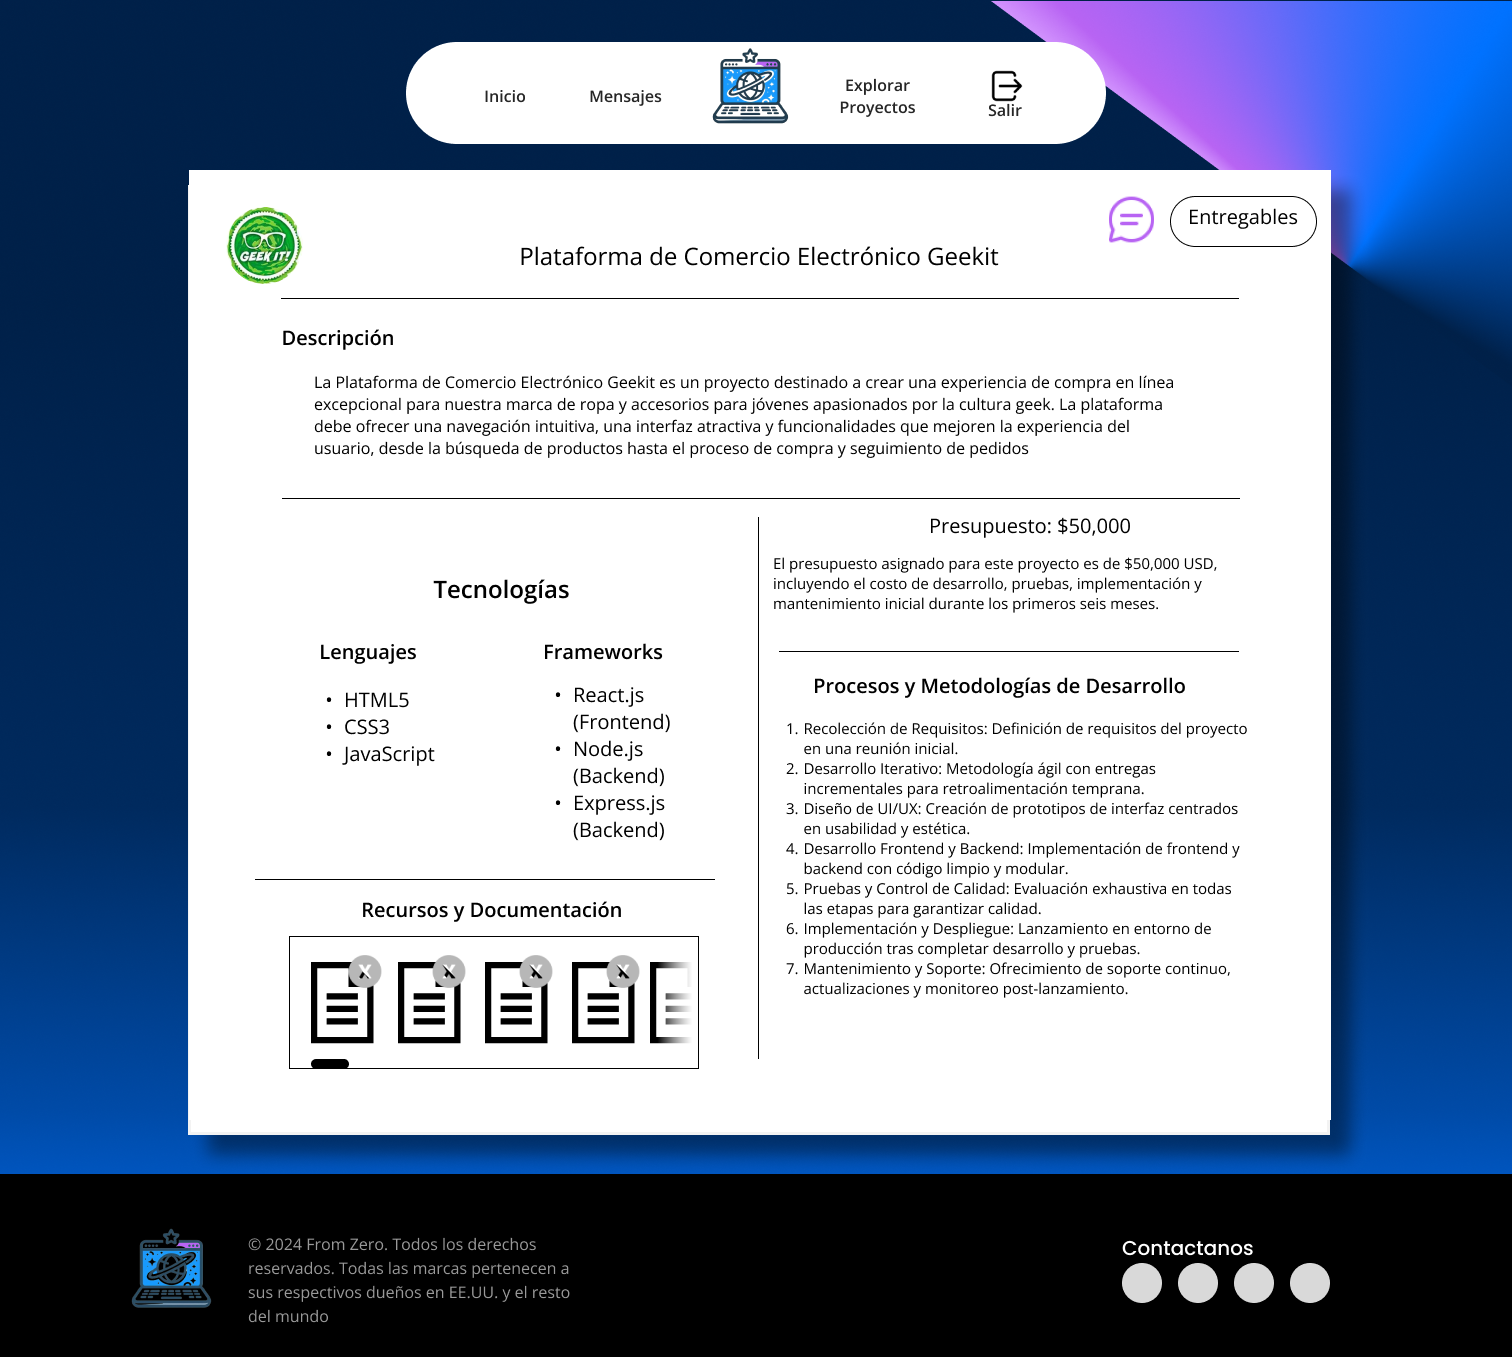 Inicio
Mensajes
Explorar
Proyectos
Salir
GEEK IT!
Entregables
Plataforma de Comercio Electrónico Geekit
Descripción
La Plataforma de Comercio Electrónico Geekit es un proyecto destinado a crear una experiencia de compra en línea
excepcional para nuestra marca de ropa y accesorios para jóvenes apasionados por la cultura geek. La plataforma
debe ofrecer una navegación intuitiva, una interfaz atractiva y funcionalidades que mejoren la experiencia del
usuario, desde la búsqueda de productos hasta el proceso de compra y seguimiento de pedidos
Tecnologías
Lenguajes
• HTML5
• CSS3
• JavaScript
Frameworks
• React.js
(Frontend)
• Node.js
(Backend)
• Express.js
(Backend)
Recursos y Documentación
X
X
X
X
Presupuesto: $50,000
El presupuesto asignado para este proyecto es de $50,000 USD,
incluyendo el costo de desarrollo, pruebas, implementación y
mantenimiento inicial durante los primeros seis meses.
Procesos y Metodologías de Desarrollo
1. Recolección de Requisitos: Definición de requisitos del proyecto
en una reunión inicial.
2. Desarrollo Iterativo: Metodología ágil con entregas
incrementales para retroalimentación temprana.
3. Diseño de UI/UX: Creación de prototipos de interfaz centrados
en usabilidad y estética.
4. Desarrollo Frontend y Backend: Implementación de frontend y
backend con código limpio y modular.
5. Pruebas y Control de Calidad: Evaluación exhaustiva en todas
las etapas para garantizar calidad.
6. Implementación y Despliegue: Lanzamiento en entorno de
producción tras completar desarrollo y pruebas.
7. Mantenimiento y Soporte: Ofrecimiento de soporte continuo,
actualizaciones y monitoreo post-lanzamiento.
© 2024 From Zero. Todos los derechos
reservados. Todas las marcas pertenecen a
sus respectivos dueños en EE.UU. y el resto
del mundo
Contactanos